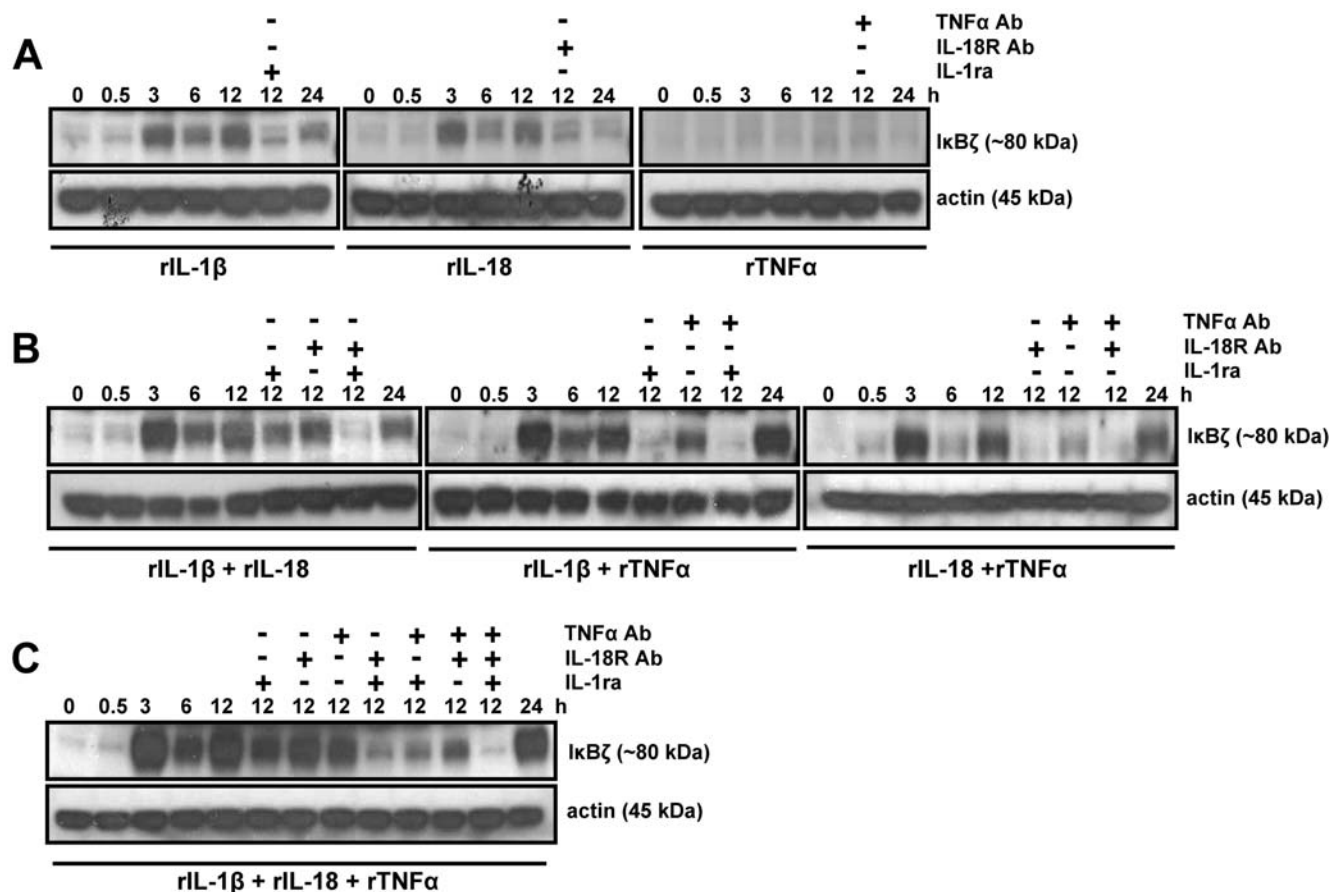 A
- - + TNFα Ab
- + - IL-18R Ab
+ - - IL-1ra
0 0.5 3 6 12 12 24 0 0.5 3 6 12 12 24 0 0.5 3 6 12 12 24 h
IκBζ (~80 kDa)
actin (45 kDa)
rIL-1β rIL-18 rTNFα
B
- - - - + + - + + TNFα Ab
- + + - - - + - + IL-18R Ab
+ - + + - + - - - IL-1ra
0 0.5 3 6 12 12 12 12 24 0 0.5 3 6 12 12 12 12 24 0 0.5 3 6 12 12 12 12 24 h
IκBζ (~80 kDa)
actin (45 kDa)
rIL-1β + rIL-18 rIL-1β + rTNFα rIL-18 +rTNFα
C
- - + - + + + TNFα Ab
- + - + - + + IL-18R Ab
+ - - + + - + IL-1ra
0 0.5 3 6 12 12 12 12 12 12 12 12 24 h
IκBζ (~80 kDa)
actin (45 kDa)
rIL-1β + rIL-18 + rTNFα